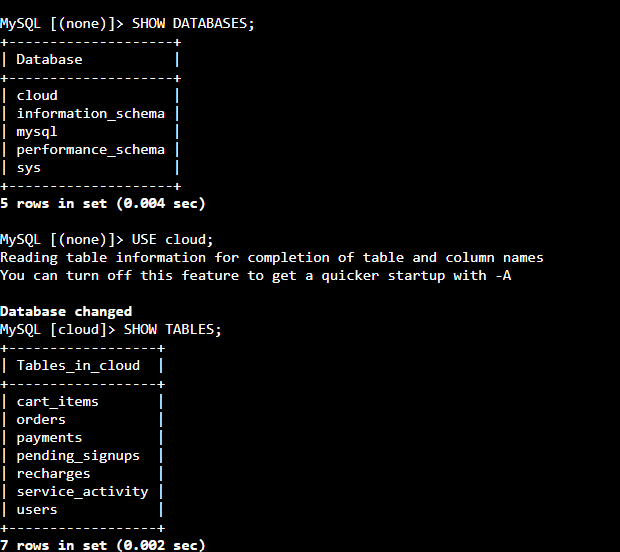 MySQL [(none)]> SHOW DATABASES;
+--------------------+
| Database           |
+--------------------+
| cloud              |
| information_schema |
| mysql              |
| performance_schema |
| sys                |
+--------------------+
5 rows in set (0.004 sec)

MySQL [(none)]> USE cloud;
Reading table information for completion of table and column names
You can turn off this feature to get a quicker startup with -A

Database changed
MySQL [cloud]> SHOW TABLES;
+------------------+
| Tables_in_cloud  |
+------------------+
| cart_items       |
| orders           |
| payments         |
| pending_signups  |
| recharges        |
| service_activity |
| users            |
+------------------+
7 rows in set (0.002 sec)